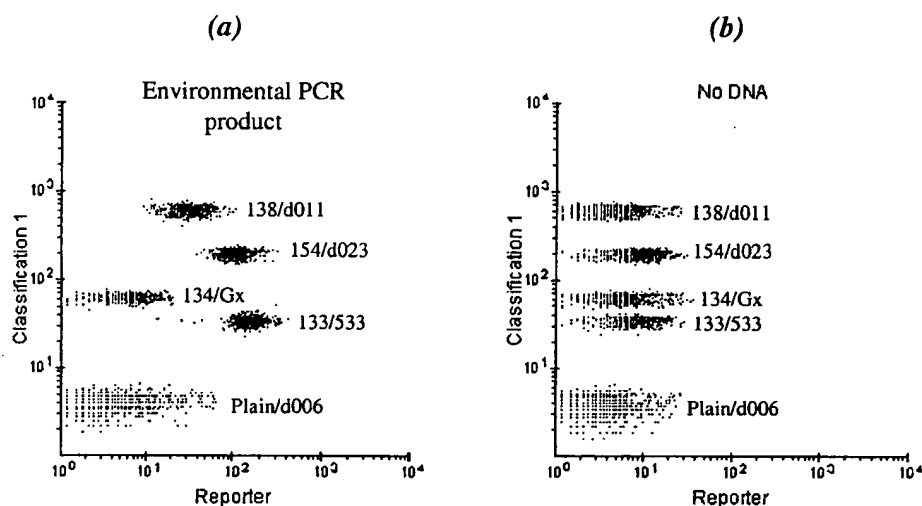 (a)
Environmental PCR
product
10⁴
10³
10²
10¹
Classification 1
138/d011
154/d023
134/Gx
133/533
Plain/d006
10⁰ 10¹ 10² 10³ 10⁴
Reporter
(b)
No DNA
10⁴
10³
10²
10¹
Classification 1
138/d011
154/d023
134/Gx
133/533
Plain/d006
10⁰ 10¹ 10² 10³ 10⁴
Reporter